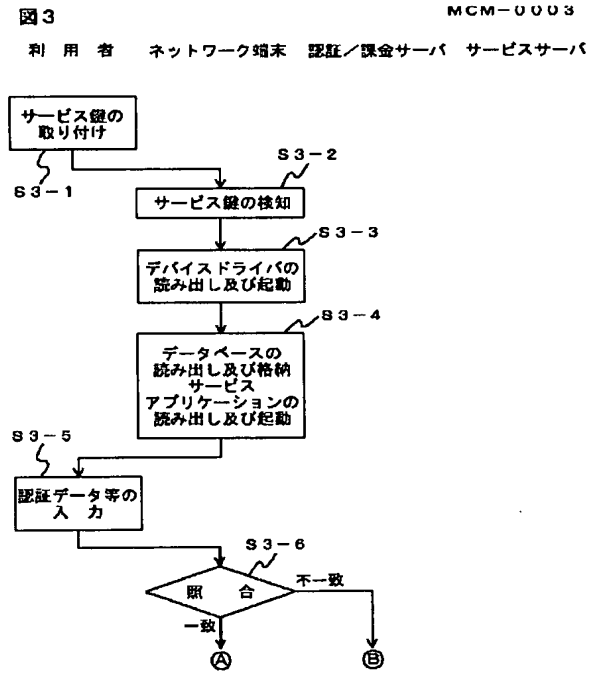 図3
MCM-0003
利 用 者 ネットワーク端末 認証／課金サーバ サービスサーバ
サービス鍵の
取り付け
S3-1
S3-2
サービス鍵の検知
S3-3
デバイスドライバの
読み出し及び起動
S3-4
データベースの
読み出し及び格納
サービス
アプリケーションの
読み出し及び起動
S3-5
認証データ等の
入 力
S3-6
照 合
不一致
一致
Ⓐ
Ⓑ